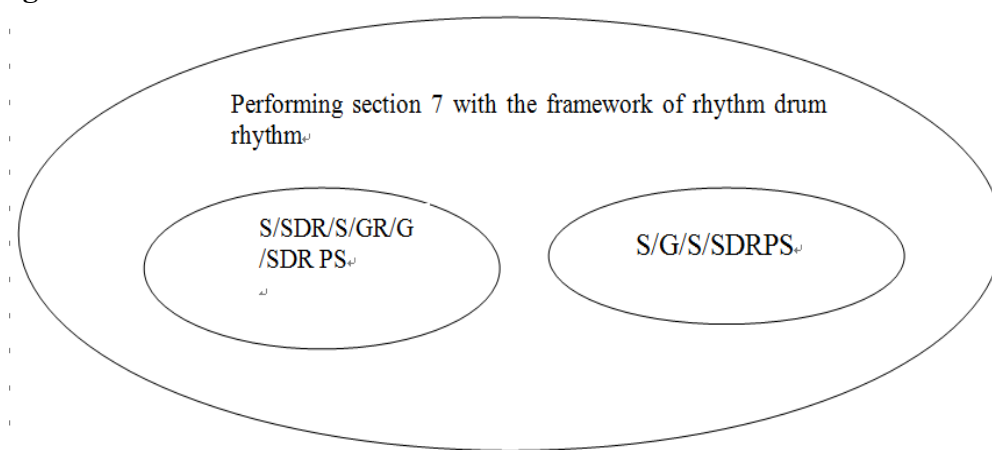 Performing section 7 with the framework of rhythm drum
rhythm↵
S/SDR/S/GR/G
/SDR PS↵
↵
S/G/S/SDRPS↵